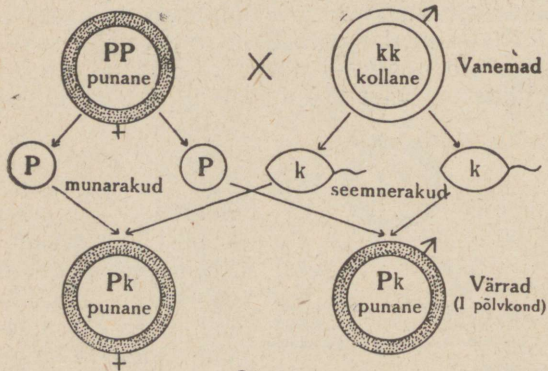 PP
punane
X
kk
kollane
Vanemad
P
P
k
k
munarakud
seemnerakud
Pk
punane
Pk
punane
Värrad
(I põlvkond)